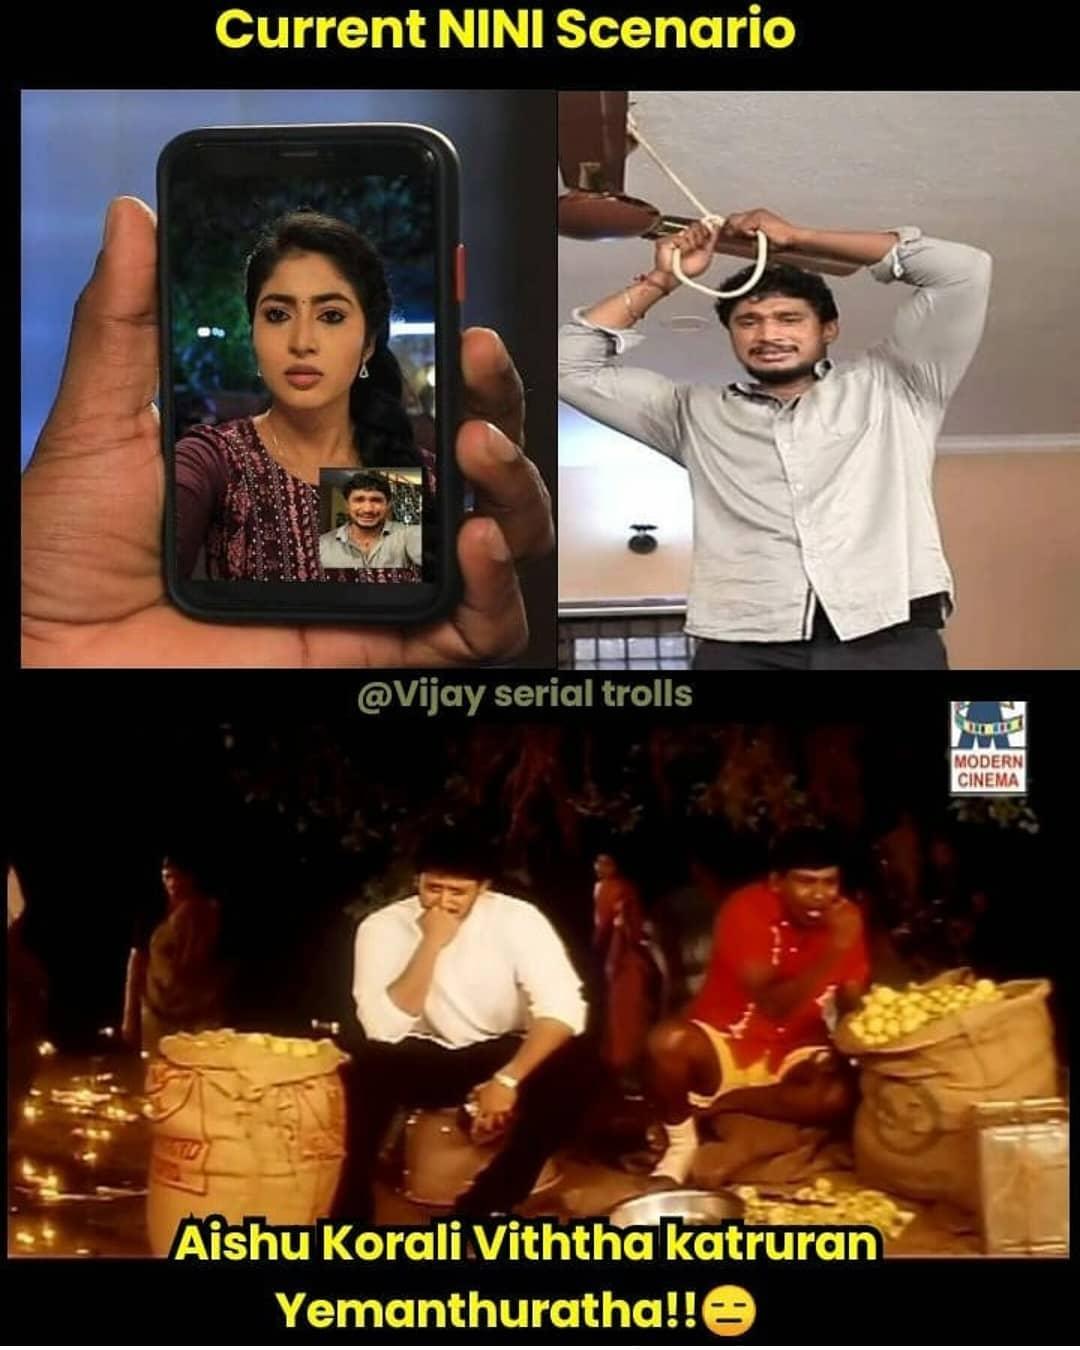 Current NINI Scenario
@Vijay serial trolls
MODERN
CINEMA
Aishu Korali Viththa katruran
Yemanthuratha!!😑